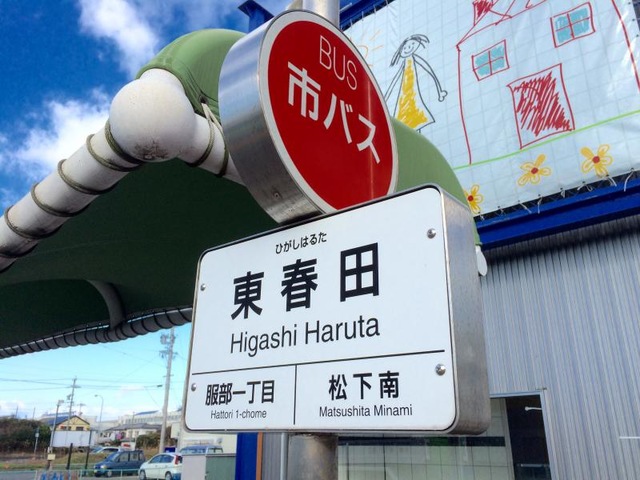 BUS
市バス
ひがしはるた
東春田
Higashi Haruta
服部一丁目
Hattori 1-chome
松下南
Matsushita Minami